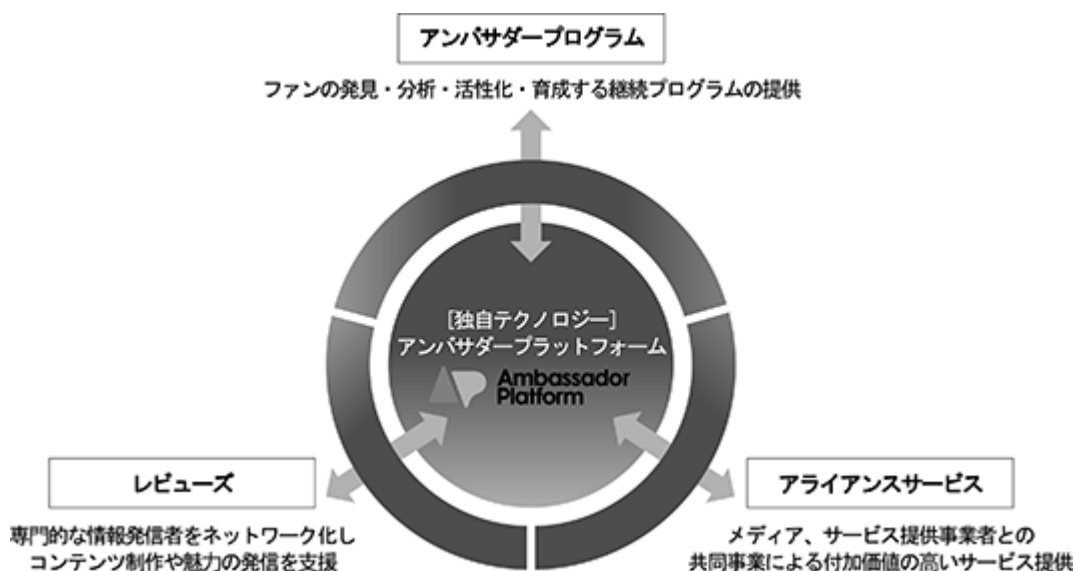 アンバサダープログラム
ファンの発見・分析・活性化・育成する継続プログラムの提供
［独自テクノロジー］
アンバサダープラットフォーム
Ambassador
Platform
レビューズ
専門的な情報発信者をネットワーク化し
コンテンツ制作や魅力の発信を支援
アライアンスサービス
メディア、サービス提供事業者との
共同事業による付加価値の高いサービス提供